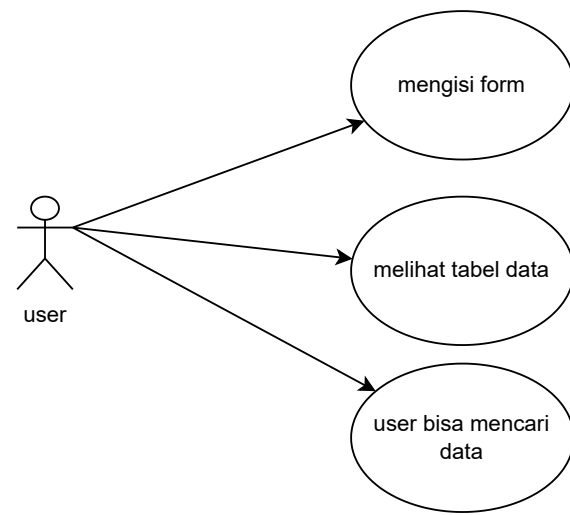 mengisi form
melihat tabel data
user
user bisa mencari
data